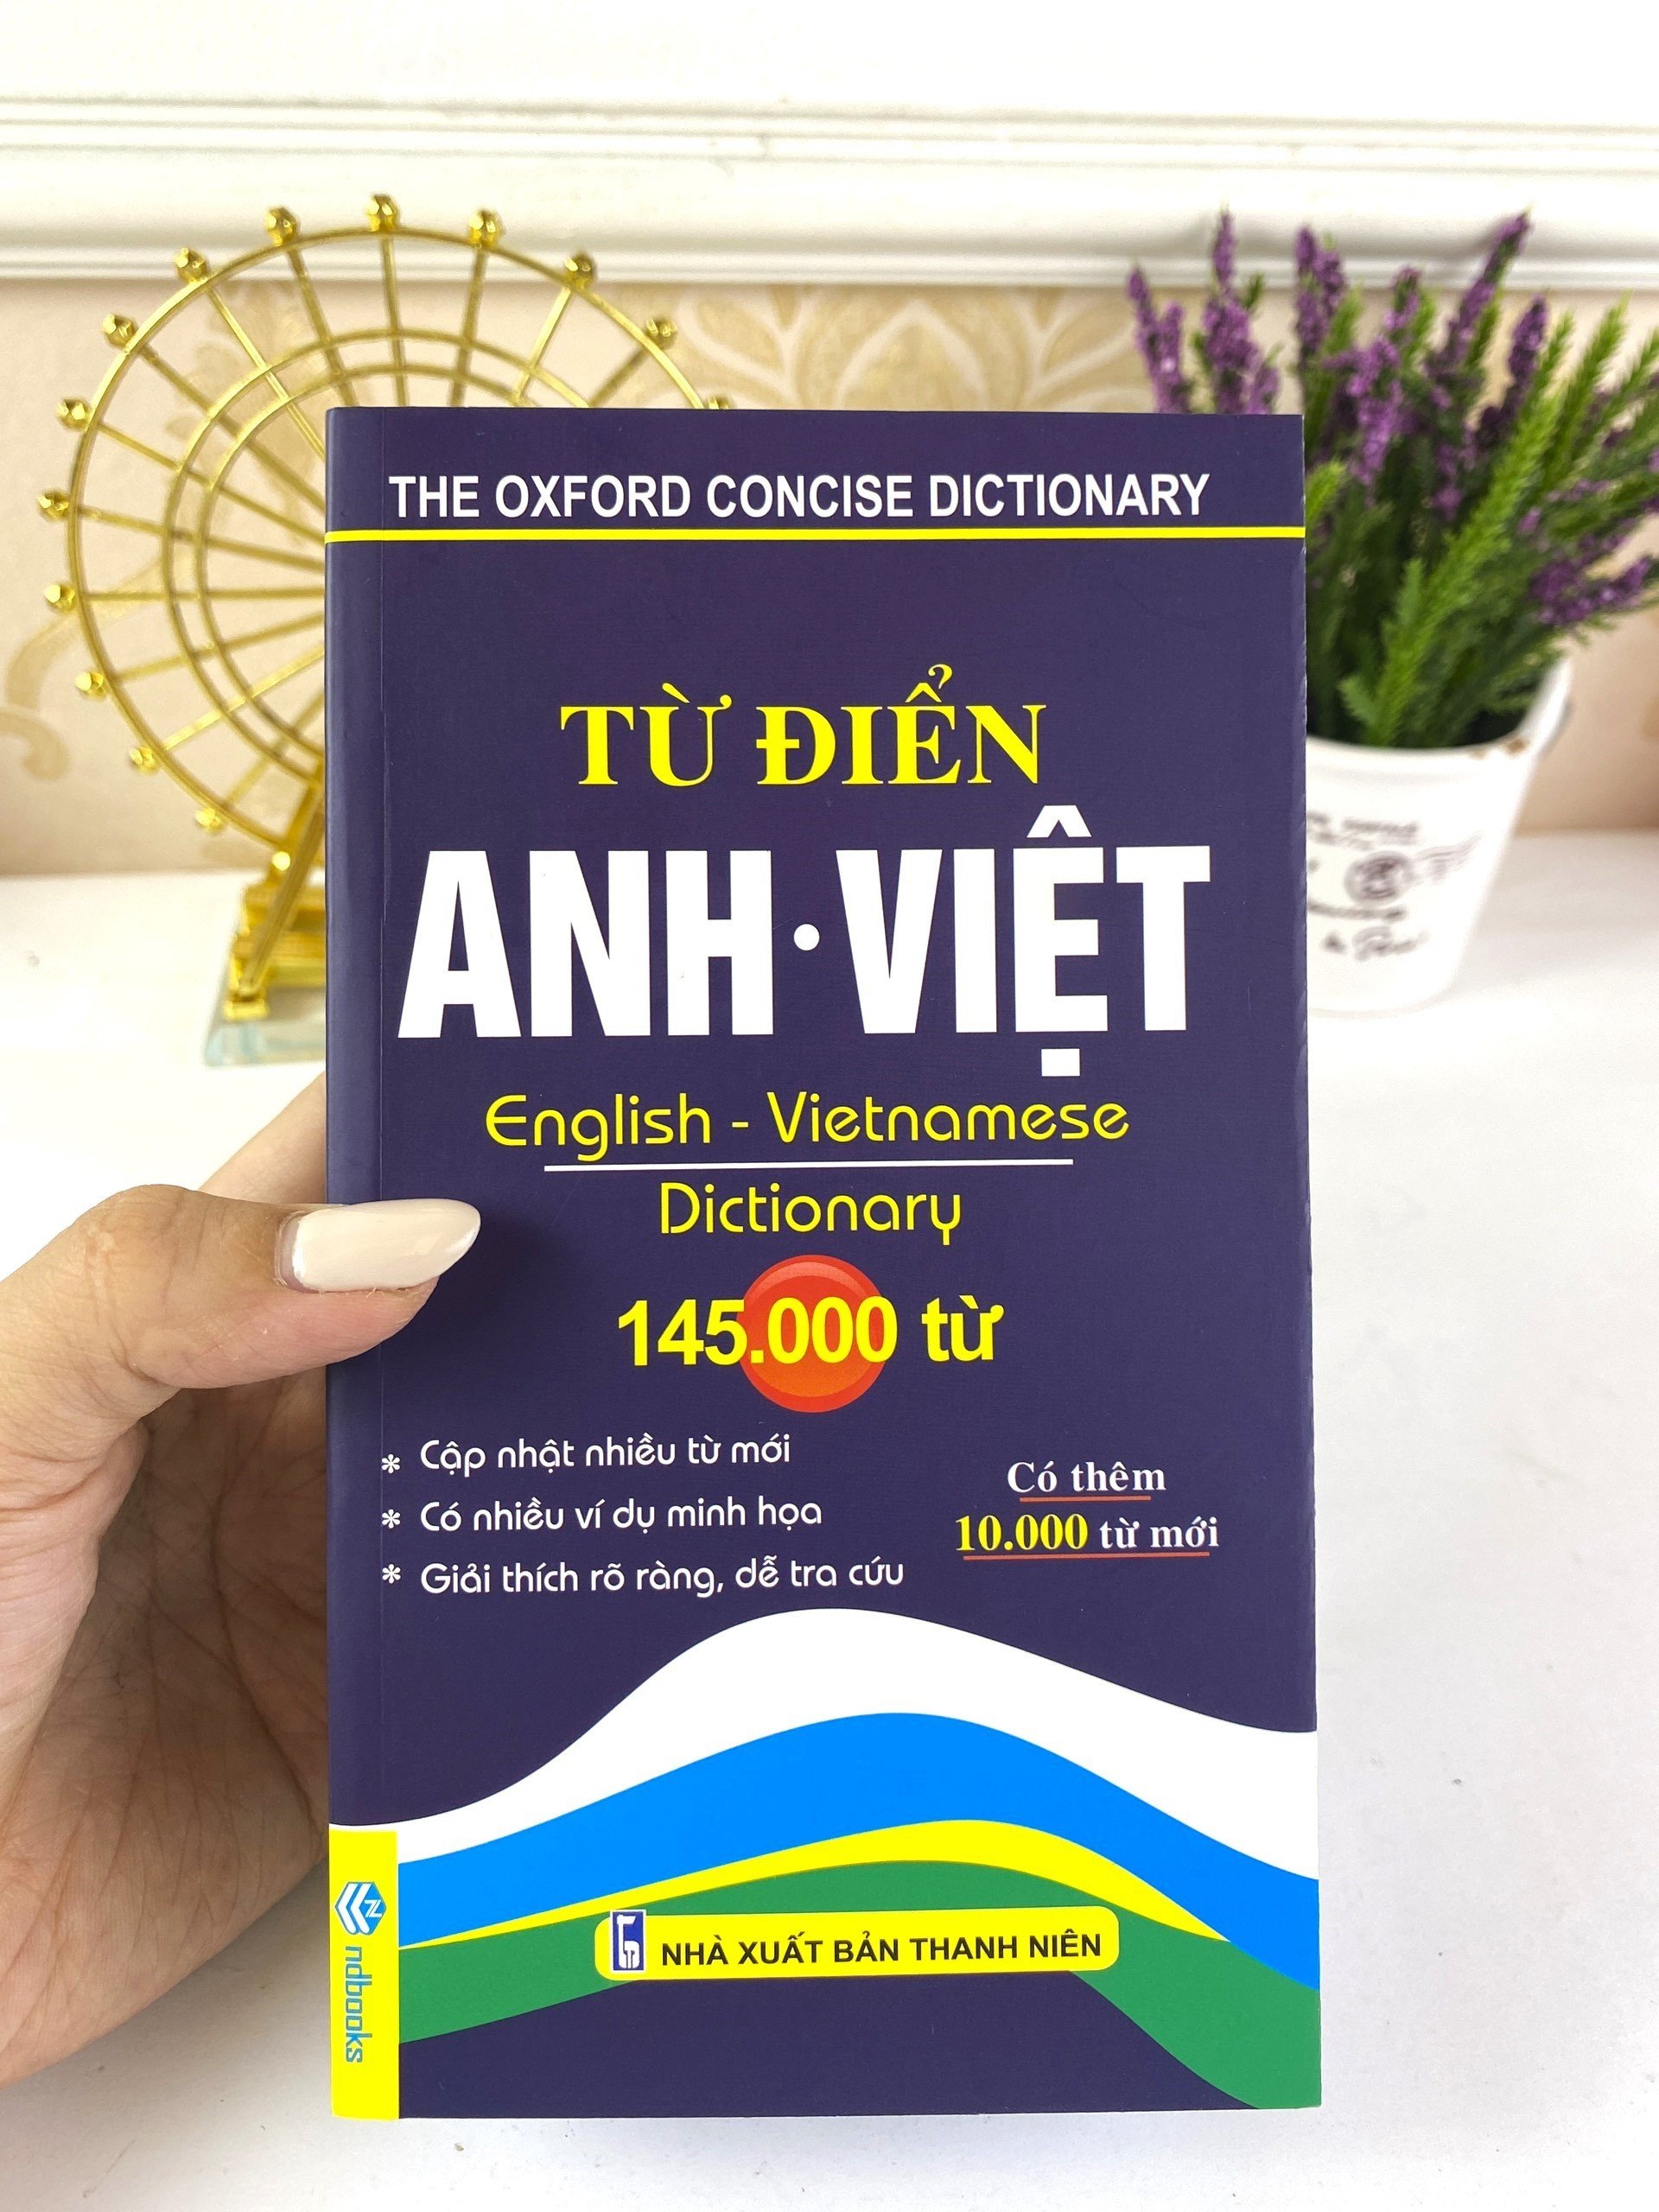 THE OXFORD CONCISE DICTIONARY
TỪ ĐIỂN
ANH·VIỆT
English - Vietnamese
Dictionary
145.000 từ
* Cập nhật nhiều từ mới
* Có nhiều ví dụ minh họa
* Giải thích rõ ràng, dễ tra cứu
Có thêm
10.000 từ mới
NHÀ XUẤT BẢN THANH NIÊN
ndbooks